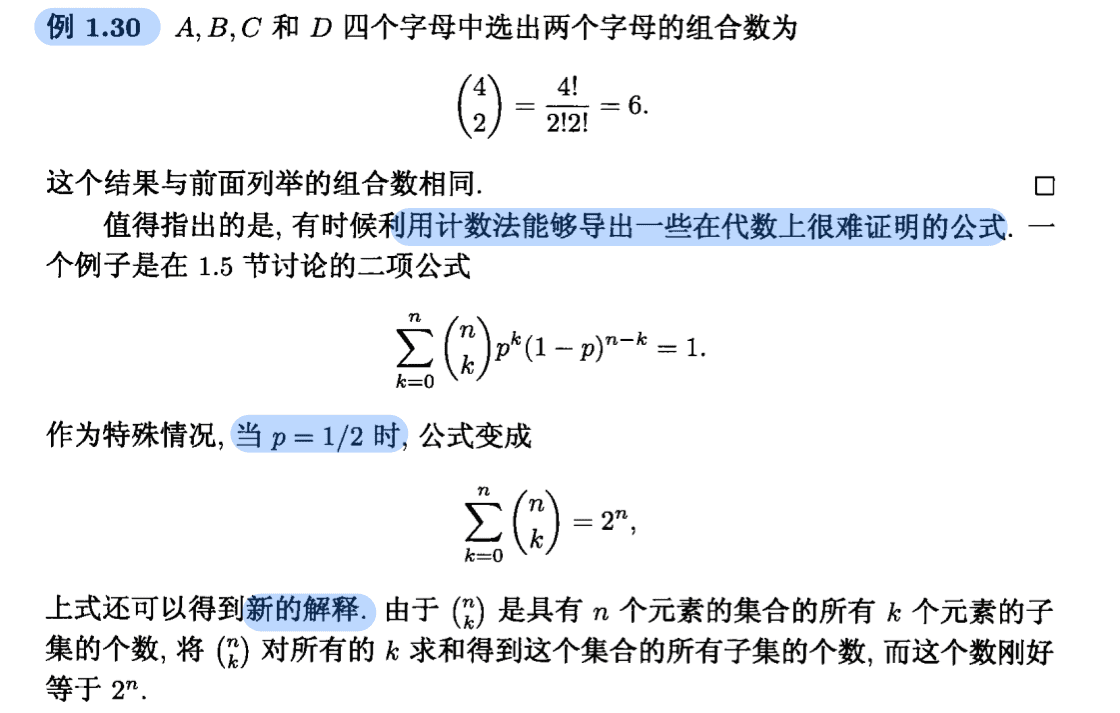 例 1.30 A, B, C 和 D 四个字母中选出两个字母的组合数为
\binom{4}{2} = \frac{4!}{2!2!} = 6.
这个结果与前面列举的组合数相同. □
值得指出的是, 有时候利用计数法能够导出一些在代数上很难证明的公式. 一
个例子是在 1.5 节讨论的二项公式
\sum_{k=0}^{n} \binom{n}{k} p^k (1 - p)^{n-k} = 1.
作为特殊情况, 当 p = 1/2 时, 公式变成
\sum_{k=0}^{n} \binom{n}{k} = 2^n,
上式还可以得到新的解释. 由于 \binom{n}{k} 是具有 n 个元素的集合的所有 k 个元素的子
集的个数, 将 \binom{n}{k} 对所有的 k 求和得到这个集合的所有子集的个数, 而这个数刚好
等于 2^n.